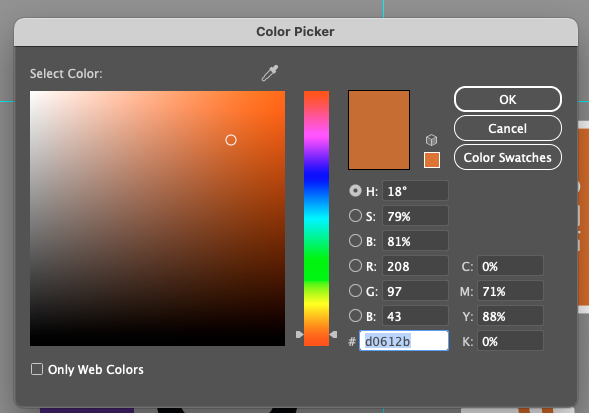 Color Picker
Select Color:
OK
Cancel
Color Swatches
H: 18°
S: 79%
B: 81%
R: 208 C: 0%
G: 97 M: 71%
B: 43 Y: 88%
# d0612b K: 0%
Only Web Colors